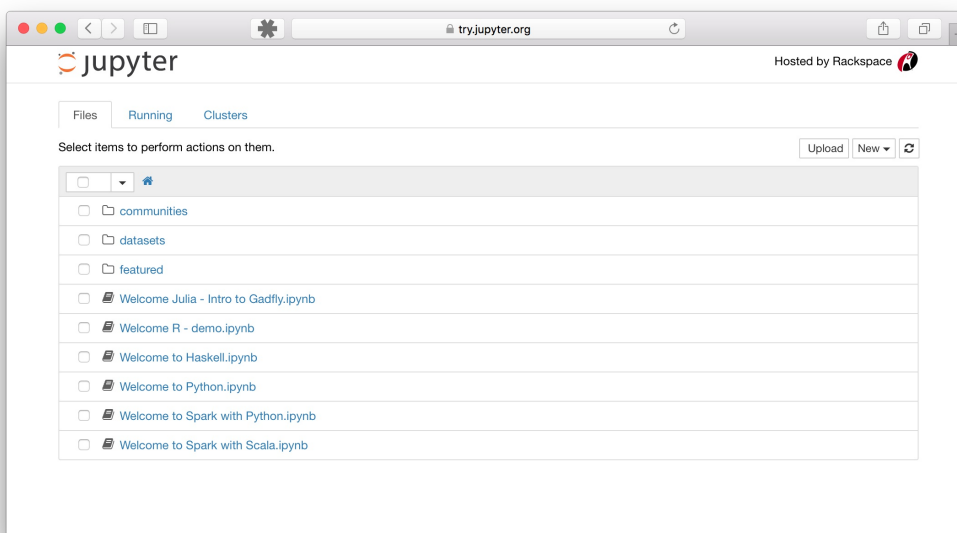 try.jupyter.org
jupyter
Hosted by Rackspace
Files Running Clusters
Select items to perform actions on them.
Upload New
communities
datasets
featured
Welcome Julia - Intro to Gadfly.ipynb
Welcome R - demo.ipynb
Welcome to Haskell.ipynb
Welcome to Python.ipynb
Welcome to Spark with Python.ipynb
Welcome to Spark with Scala.ipynb